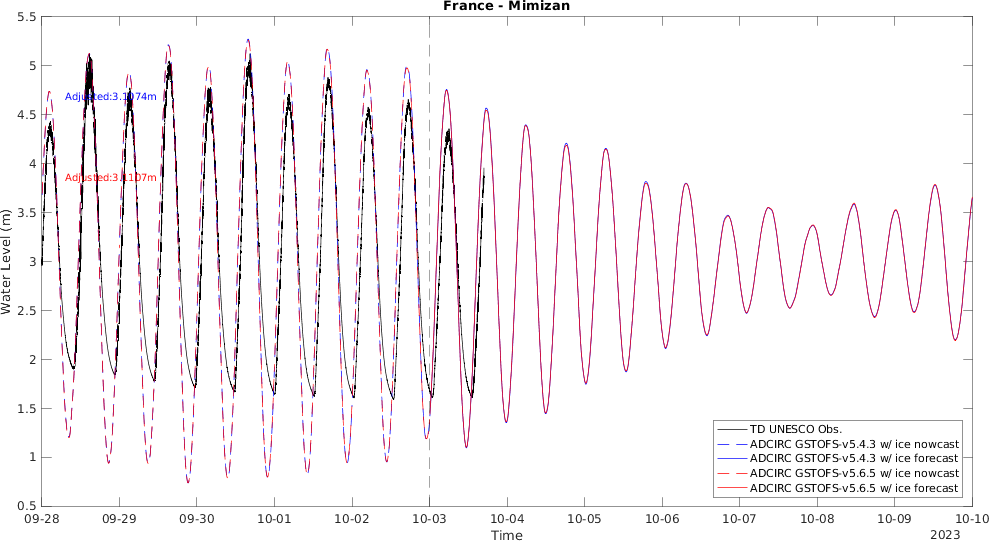 France - Mimizan
5.5
5
4.5
4
3.5
3
2.5
2
1.5
1
0.5
Water Level (m)
Adjusted:3.1074m
Adjusted:3.1107m
TD UNESCO Obs.
ADCIRC GSTOFS-v5.4.3 w/ ice nowcast
ADCIRC GSTOFS-v5.4.3 w/ ice forecast
ADCIRC GSTOFS-v5.6.5 w/ ice nowcast
ADCIRC GSTOFS-v5.6.5 w/ ice forecast
09-28 09-29 09-30 10-01 10-02 10-03 10-04 10-05 10-06 10-07 10-08 10-09 10-10
Time
2023